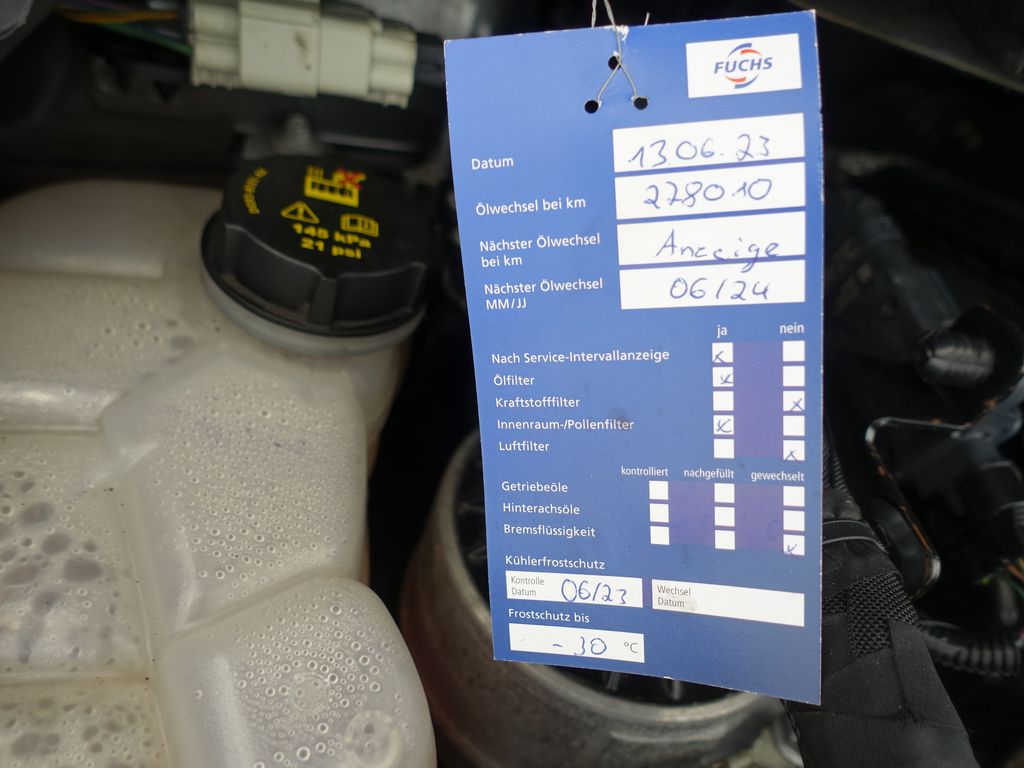 145 kPa
21 psi
FUCHS
Datum 13.06.23
Ölwechsel bei km 228010
Nächster Ölwechsel
bei km Anzeige
Nächster Ölwechsel
MM/JJ 06/24
ja nein
Nach Service-Intervallanzeige x
Ölfilter x
Kraftstofffilter x
Innenraum-/Pollenfilter x
Luftfilter x
kontrolliert nachgefüllt gewechselt
Getriebeöle
Hinterachsöle
Bremsflüssigkeit x
Kühlerfrostschutz
Kontrolle
Datum 06/23
Wechsel
Datum
Frostschutz bis
- 30 °C